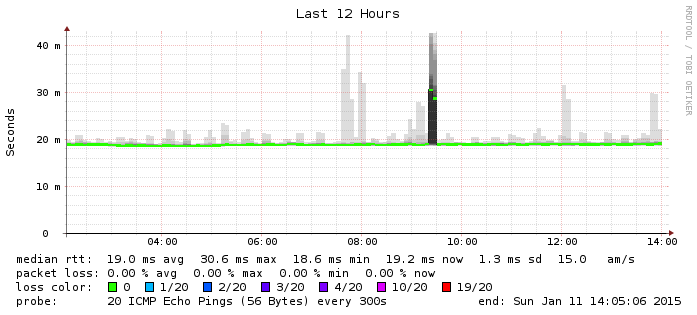 Last 12 Hours
RRDTOOL / TOBI OETIKER
Seconds
40 m
30 m
20 m
10 m
0
04:00 06:00 08:00 10:00 12:00 14:00
median rtt: 19.0 ms avg 30.6 ms max 18.6 ms min 19.2 ms now 1.3 ms sd 15.0 am/s
packet loss: 0.00 % avg 0.00 % max 0.00 % min 0.00 % now
loss color: 0 1/20 2/20 3/20 4/20 10/20 19/20
probe: 20 ICMP Echo Pings (56 Bytes) every 300s end: Sun Jan 11 14:05:06 2015